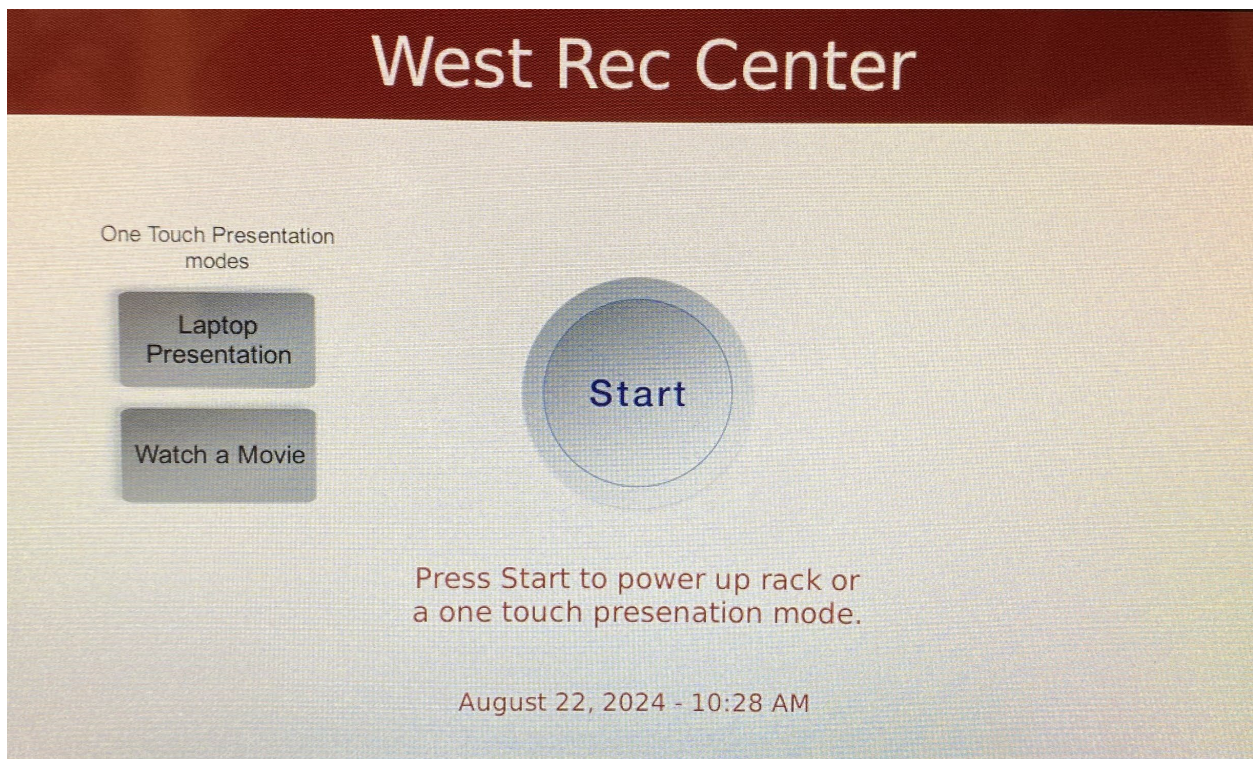 West Rec Center
One Touch Presentation
modes
Laptop
Presentation
Watch a Movie
Start
Press Start to power up rack or
a one touch presenation mode.
August 22, 2024 - 10:28 AM